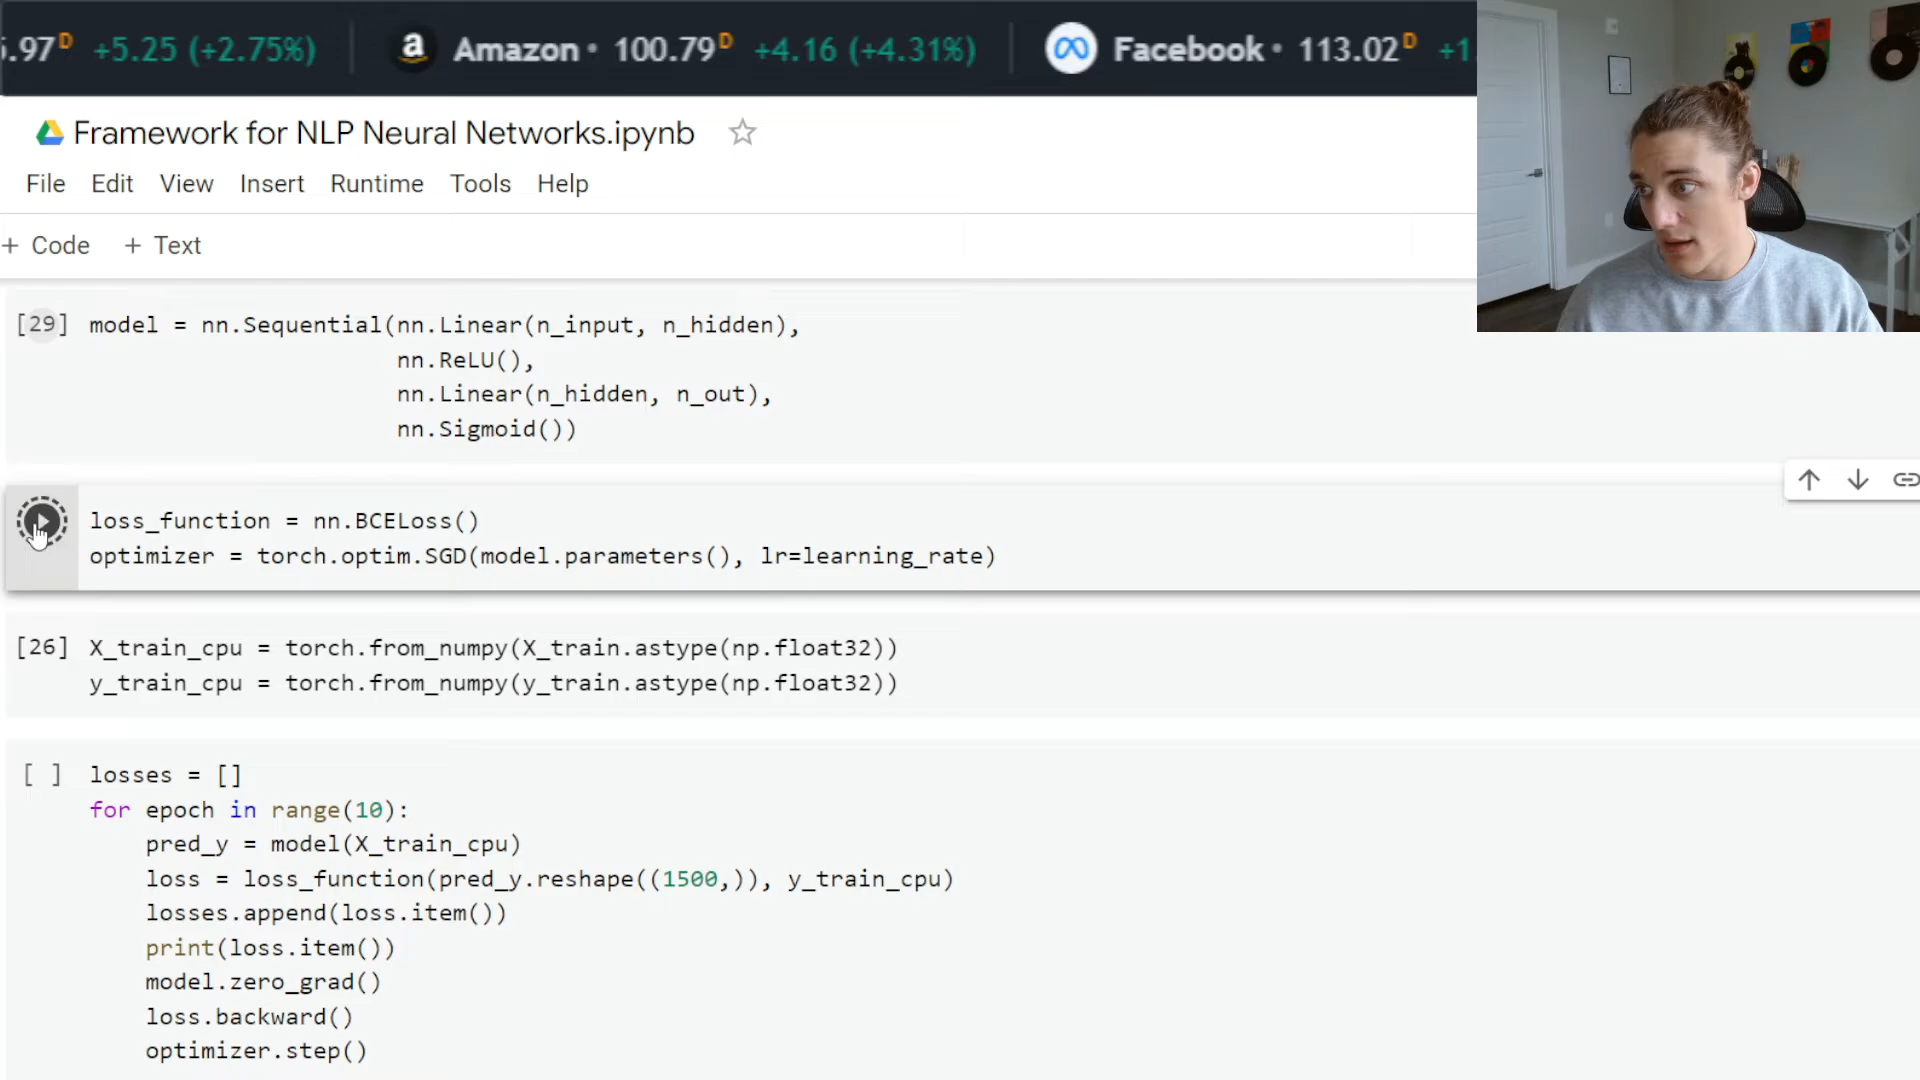 5.97 D +5.25 (+2.75%) a Amazon • 100.79 D +4.16 (+4.31%) Facebook • 113.02 D +1
Framework for NLP Neural Networks.ipynb
File Edit View Insert Runtime Tools Help
+ Code + Text
[29] model = nn.Sequential(nn.Linear(n_input, n_hidden),
nn.ReLU(),
nn.Linear(n_hidden, n_out),
nn.Sigmoid())
loss_function = nn.BCELoss()
optimizer = torch.optim.SGD(model.parameters(), lr=learning_rate)
[26] X_train_cpu = torch.from_numpy(X_train.astype(np.float32))
y_train_cpu = torch.from_numpy(y_train.astype(np.float32))
[ ] losses = []
for epoch in range(10):
pred_y = model(X_train_cpu)
loss = loss_function(pred_y.reshape((1500,)), y_train_cpu)
losses.append(loss.item())
print(loss.item())
model.zero_grad()
loss.backward()
optimizer.step()